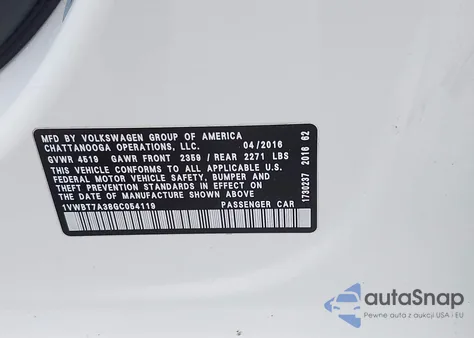 MFD BY VOLKSWAGEN GROUP OF AMERICA
CHATTANOOGA OPERATIONS, LLC. 04/2016
GVWR 4519 GAWR FRONT 2359 / REAR 2271 LBS
THIS VEHICLE CONFORMS TO ALL APPLICABLE U.S.
FEDERAL MOTOR VEHICLE SAFETY, BUMPER AND
THEFT PREVENTION STANDARDS IN EFFECT ON
THE DATE OF MANUFACTURE SHOWN ABOVE
1VWBT7A38GC054119 PASSENGER CAR
1730237 2016 62
autoSnap
Pewne auta z aukcji USA i EU